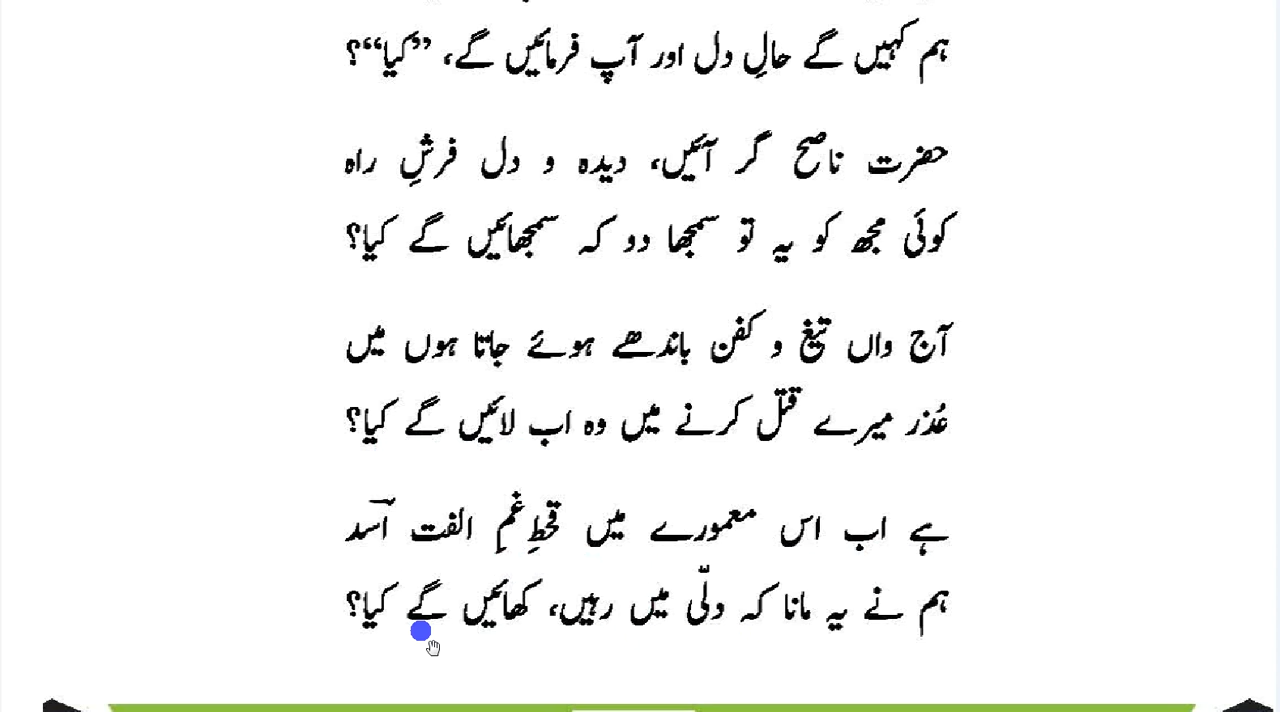 ہم کہیں گے حالِ دل اور آپ فرمائیں گے، ”کیا“؟
حضرت ناصح گر آئیں، دیدہ و دل فرشِ راہ
کوئی مجھ کو یہ تو سمجھا دو کہ سمجھائیں گے کیا؟
آج واں تیغ و کفن باندھے ہوئے جاتا ہوں میں
عُذر میرے قتل کرنے میں وہ اب لائیں گے کیا؟
ہے اب اس معمورے میں قحطِ غمِ الفت اسؔد
ہم نے یہ مانا کہ دلّی میں رہیں، کھائیں گے کیا؟